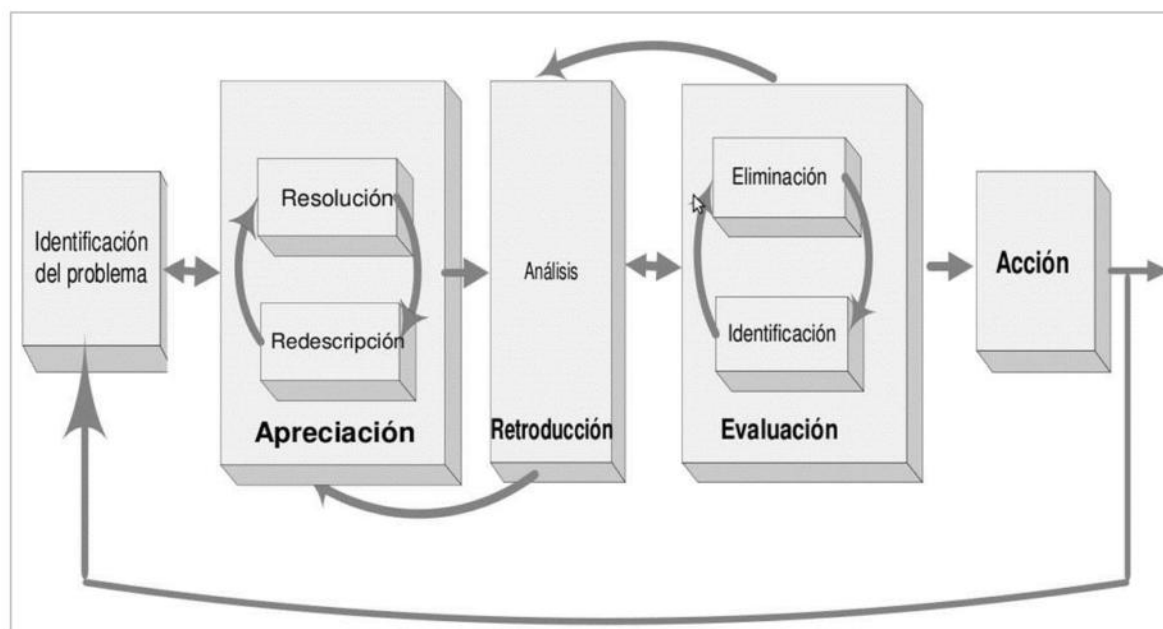 Identificación
del problema
Resolución
Redescripción
Apreciación
Análisis
Retroducción
Eliminación
Identificación
Evaluación
Acción